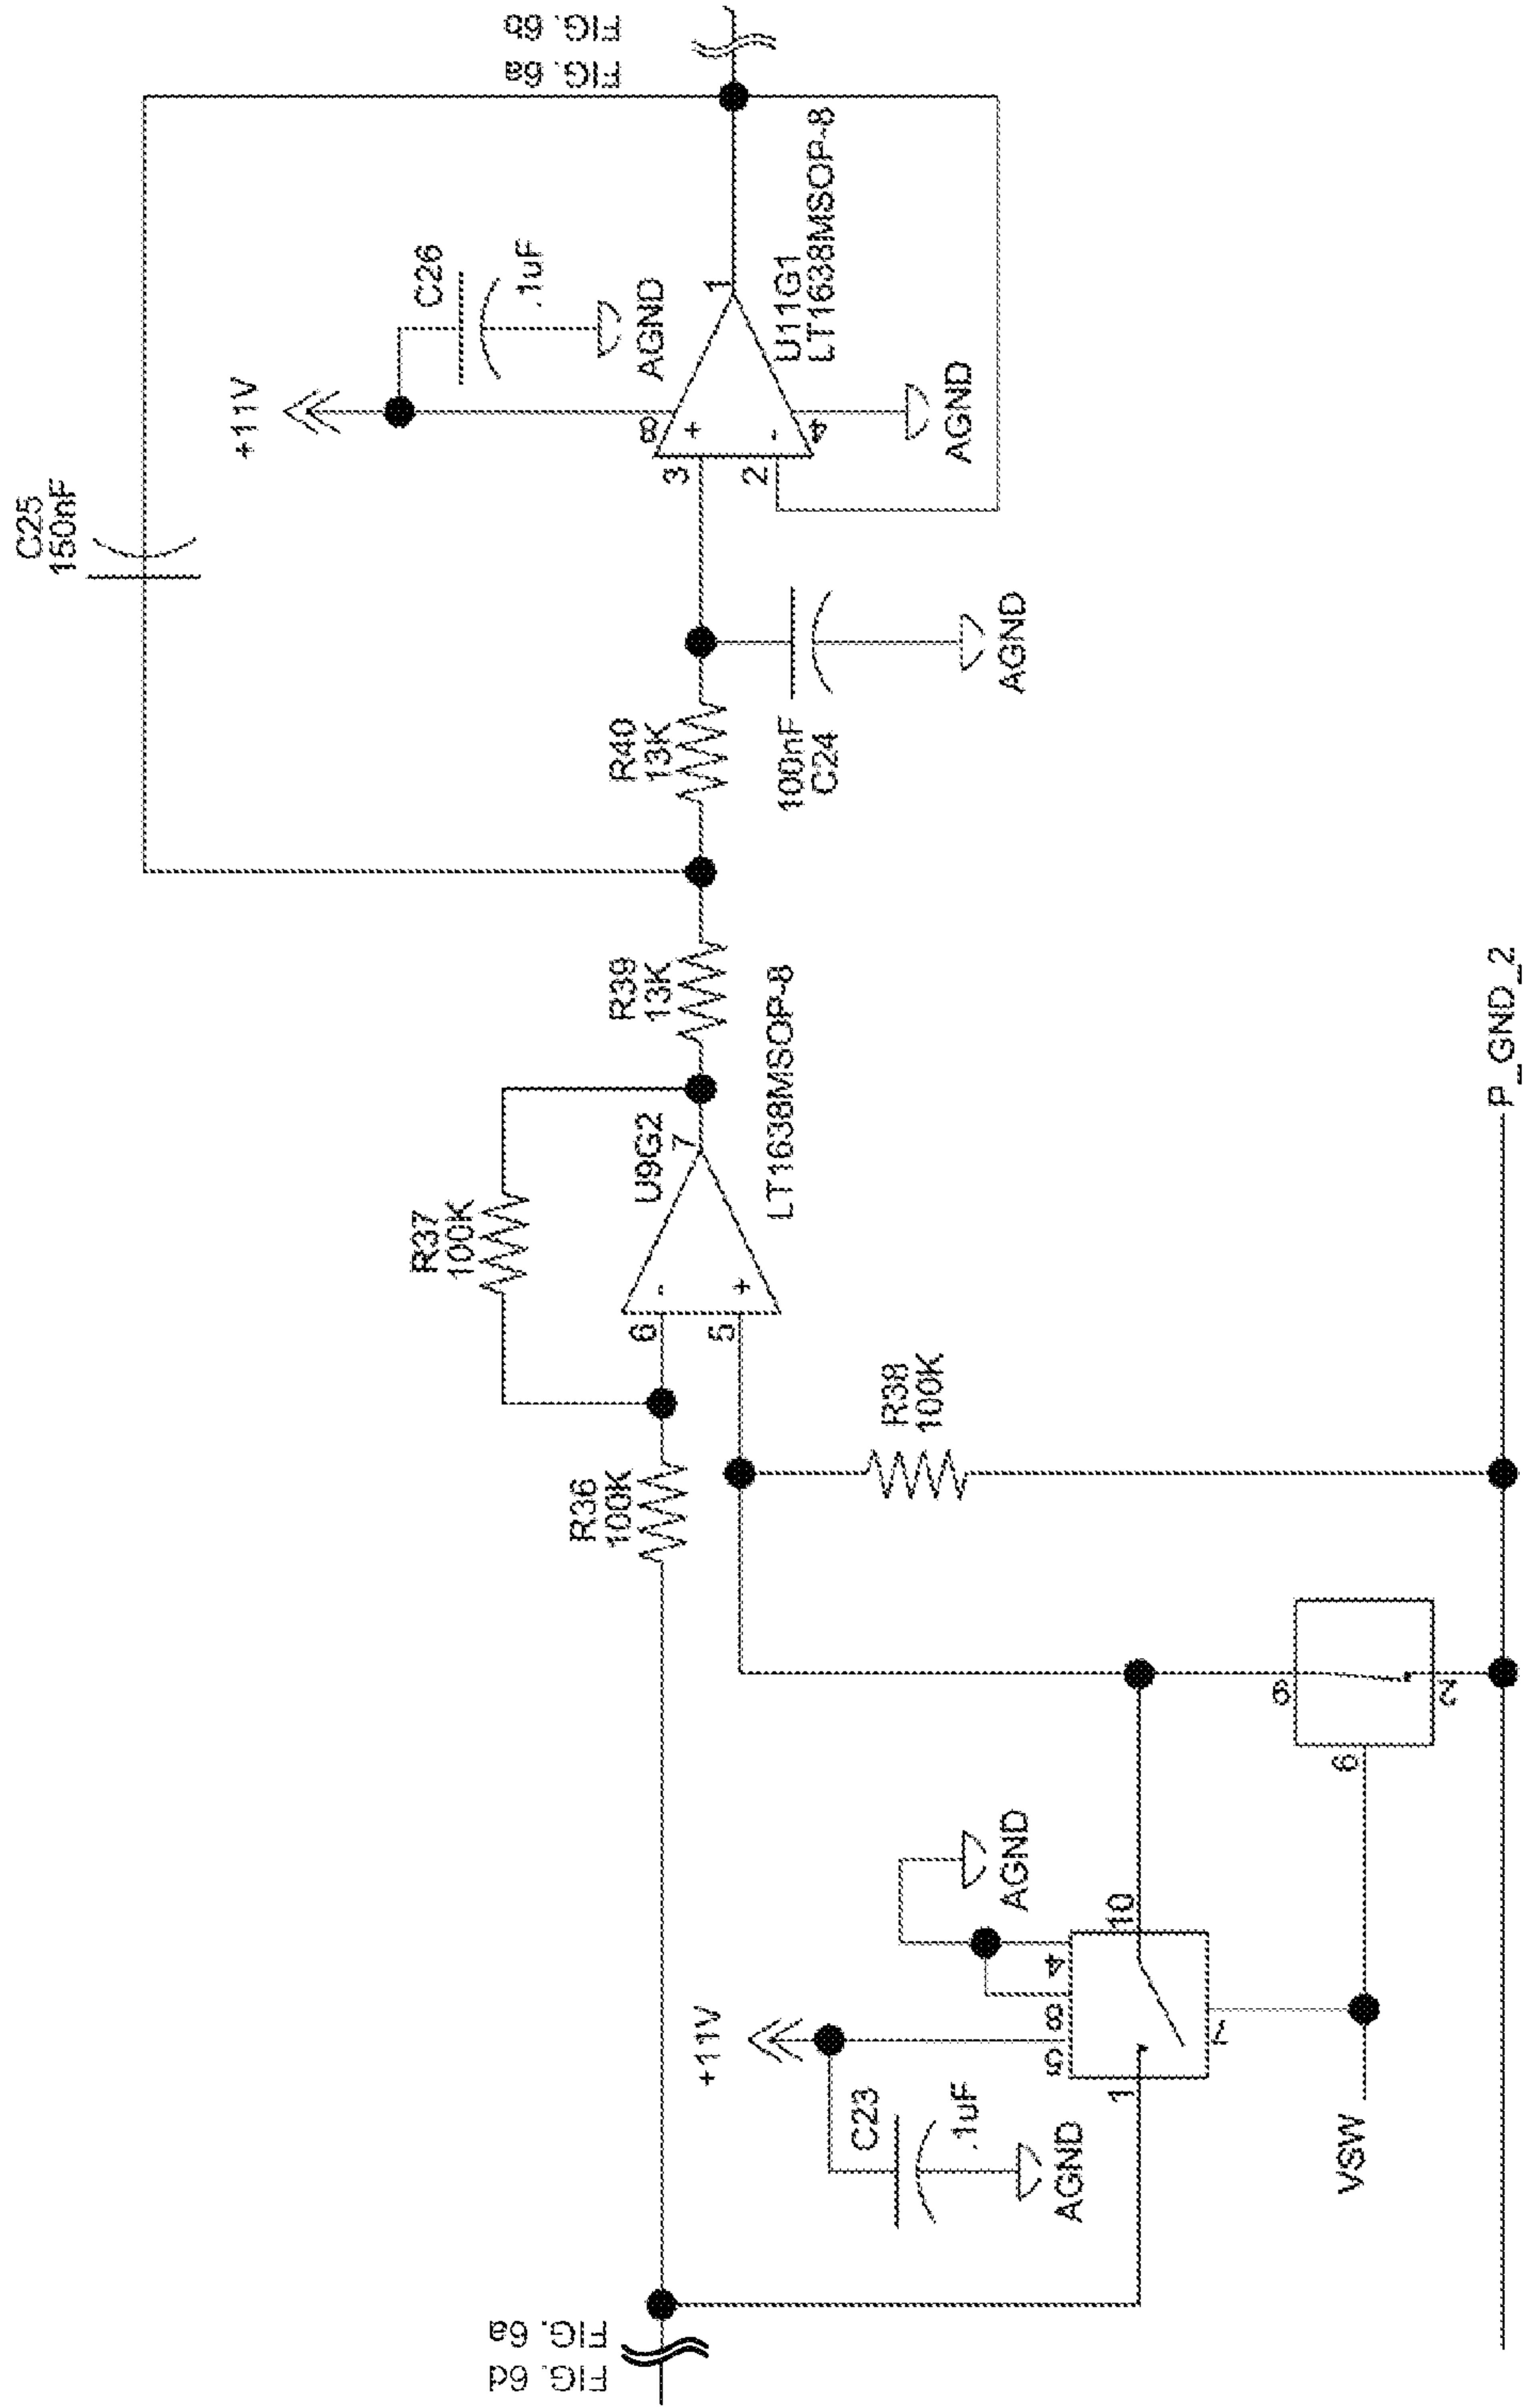 FIG. 6d
FIG. 6a
FIG. 6a
FIG. 6b
C25
150nF
+11V
C26
.1uF
AGND
8
3
+
1
2
-
4
U11G1
LT1638MSOP-8
AGND
R40
13K
100nF
C24
AGND
R39
13K
R37
100K
U9G2
7
6
-
5
+
LT1638MSOP-8
R36
100K
R38
100K
+11V
C23
.1uF
AGND
AGND
5
8
4
1
10
7
VSW
9
6
2
P_GND_2